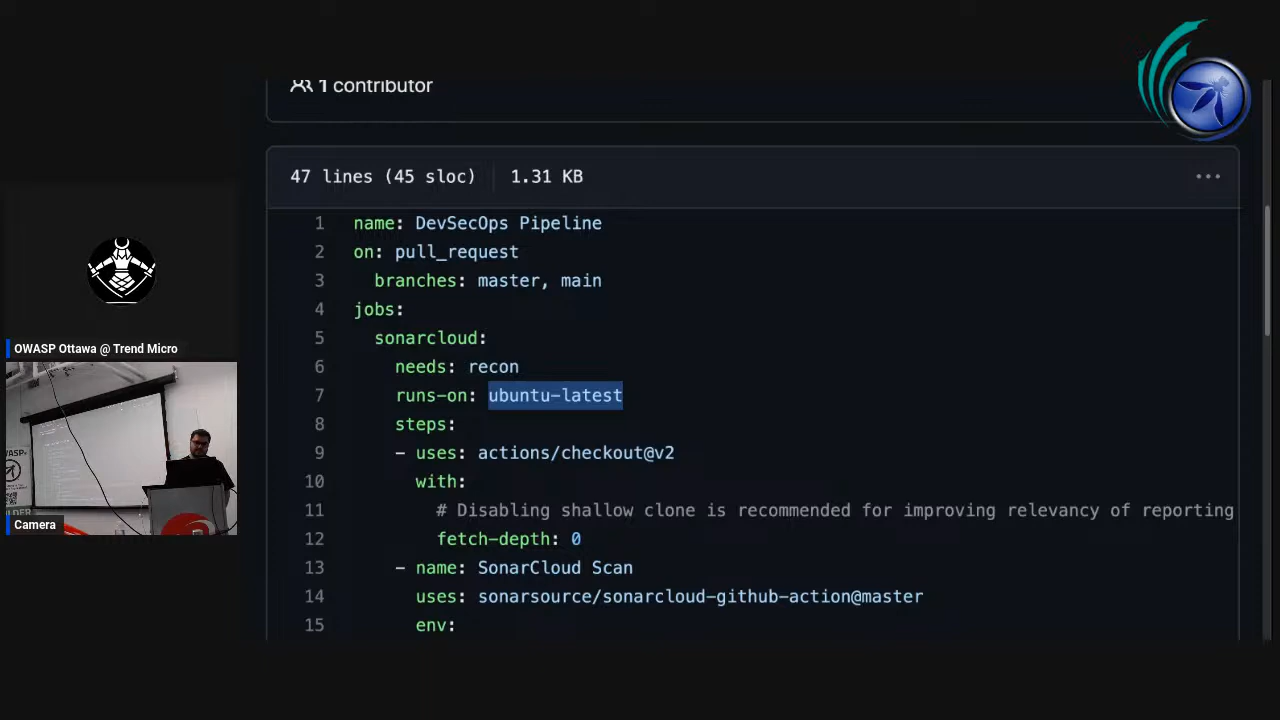 1 contributor
47 lines (45 sloc) 1.31 KB
...
1 name: DevSecOps Pipeline
2 on: pull_request
3 branches: master, main
4 jobs:
5 sonarcloud:
6 needs: recon
7 runs-on: ubuntu-latest
8 steps:
9 - uses: actions/checkout@v2
10 with:
11 # Disabling shallow clone is recommended for improving relevancy of reporting
12 fetch-depth: 0
13 - name: SonarCloud Scan
14 uses: sonarsource/sonarcloud-github-action@master
15 env:
OWASP Ottawa @ Trend Micro
Camera